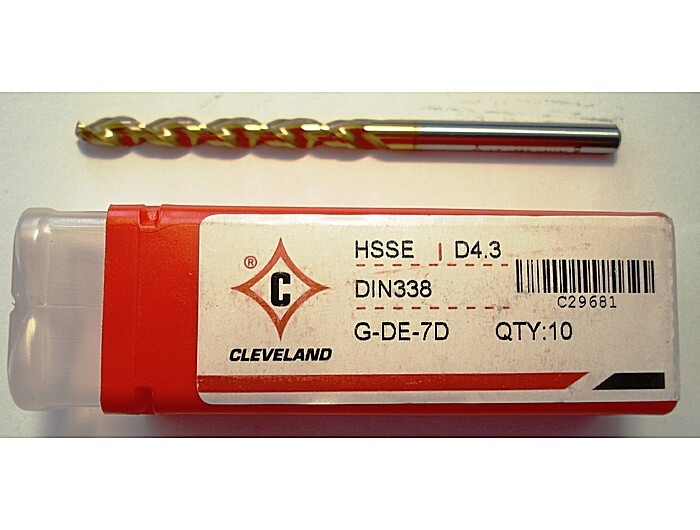 HSSE | D4.3
DIN338
C29681
G-DE-7D QTY:10
® C
CLEVELAND